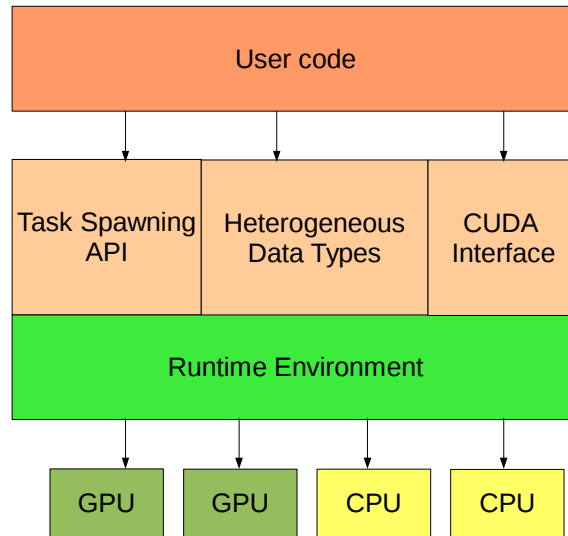 User code
Task Spawning
API
Heterogeneous
Data Types
CUDA
Interface
Runtime Environment
GPU
GPU
CPU
CPU